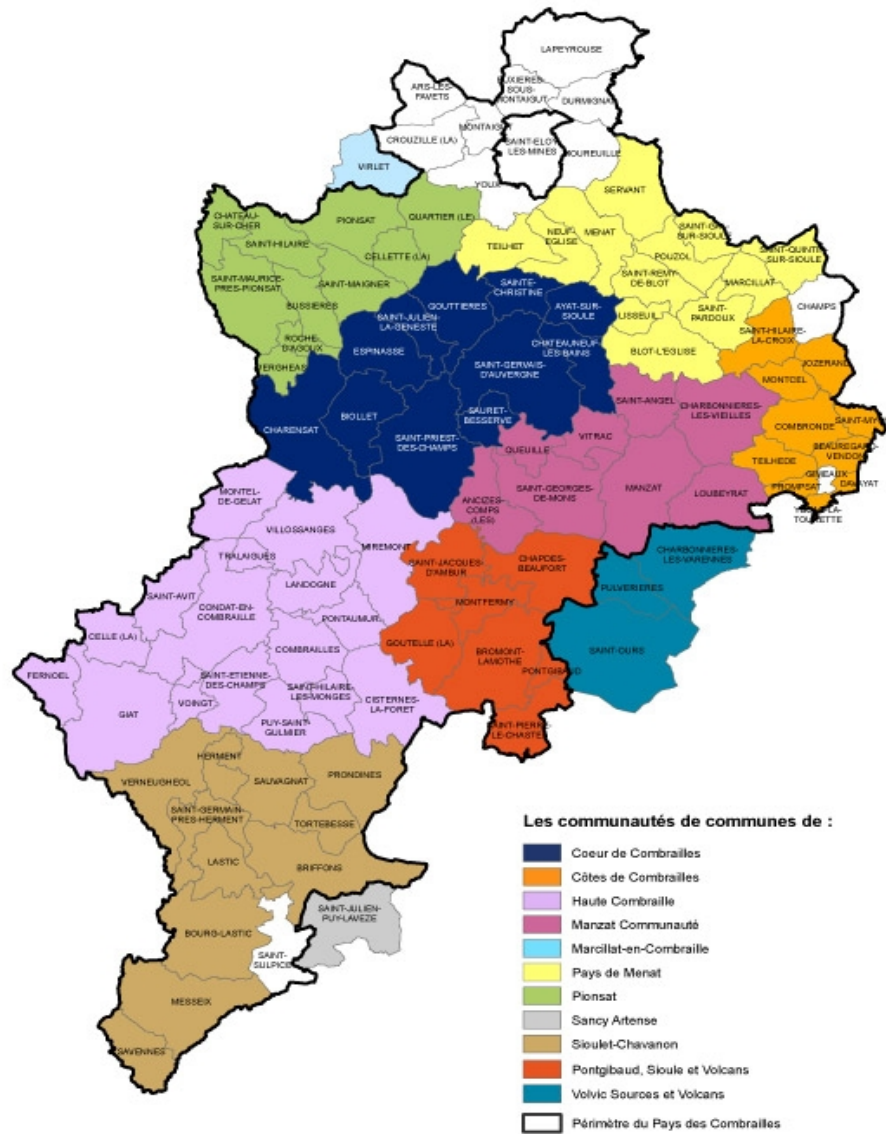 LAPEYROUSE
ARS-LES-
FAVETS
BUXIERES-
SOUS-
MONTAIGUT
DURMIGNAT
MONTAIGUT
CROUZILLE (LA)
SAINT-ELOY
LES-MINES
MOUREUILLE
VIRLET
YOUX
SERVANT
CHATEAU-
SUR-CHER
PIONSAT
QUARTIER (LE)
NEUF-
EGLISE
MENAT
TEILHET
SAINT-HILAIRE
POUZOL
SAINT-QUINTIN
SUR-SIOULE
CELLETTE (LA)
SAINT-REMY-
DE-BLOT
MARCILLAT
SAINT-MAURICE-
PRES-PIONSAT
SAINT-MAIGNER
SAINTE-
CHRISTINE
GOUTTIERES
AYAT-SUR-
SIOULE
LISSEUIL
SAINT-
PARDOUX
CHAMPS
BUSSIERES
SAINT-JULIEN-
LA-GENESTE
SAINT-HILAIRE-
LA-CROIX
ROCHE-
D'AGOUX
ESPINASSE
CHATEAUNEUF-
LES-BAINS
BLOT-L'EGLISE
JOZERAND
VERGHEAS
SAINT-GERVAIS-
D'AUVERGNE
MONTCEL
CHARENSAT
BIOLLET
SAURET-
BESSERVE
SAINT-ANGEL
CHARBONNIERES-
LES-VIEILLES
SAINT-MYON
COMBRONDE
SAINT-PRIEST-
DES-CHAMPS
VITRAC
BEAUREGARD-
VENDON
QUEUILLE
TEILHEDE
GIMEAUX
DAVAYAT
PROMPSAT
MONTEL-
DE-GELAT
ANCIZES-
COMPS
(LES)
SAINT-GEORGES-
DE-MONS
MANZAT
LOUBEYRAT
VILLOSSANGES
MIREMONT
TRALAIGUES
SAINT-JACQUES-
D'AMBUR
CHAPDES-
BEAUFORT
CHARBONNIERES-
LES-VARENNES
LANDOGNE
PULVERIERES
SAINT-AVIT
CONDAT-EN-
COMBRAILLE
MONTFERMY
PONTAUMUR
CELLE (LA)
GOUTELLE (LA)
COMBRAILLES
BROMONT-
LAMOTHE
SAINT-OURS
FERNOEL
SAINT-ETIENNE-
DES-CHAMPS
PONTGIBAUD
VOINGT
SAINT-HILAIRE-
LES-MONGES
CISTERNES-
LA-FORET
GIAT
PUY-SAINT-
GULMIER
SAINT-PIERRE-
LE-CHASTEL
HERMENT
VERNEUGHEOL
SAUVAGNAT
PRONDINES
SAINT-GERMAIN-
PRES-HERMENT
TORTEBESSE
LASTIC
BRIFFONS
SAINT-JULIEN-
PUY-LAVEZE
BOURG-LASTIC
SAINT-
SULPICE
MESSEIX
SAVENNES
Les communautés de communes de :
Coeur de Combrailles
Côtes de Combrailles
Haute Combraille
Manzat Communauté
Marcillat-en-Combraille
Pays de Menat
Pionsat
Sancy Artense
Sioulet-Chavanon
Pontgibaud, Sioule et Volcans
Volvic Sources et Volcans
Périmètre du Pays des Combrailles